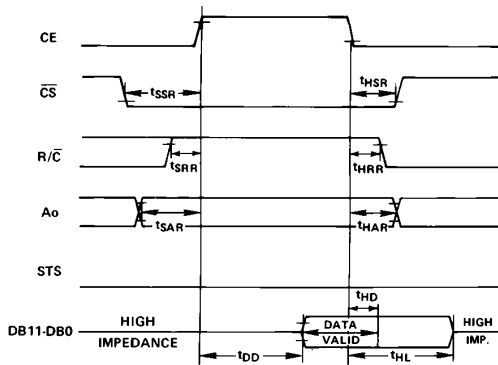 CE
C̅S̅
tSSR
tHSR
R/C̅
tSRR
tHRR
Ao
tSAR
tHAR
STS
tHD
DB11-DB0
HIGH
IMPEDANCE
DATA
VALID
HIGH
IMP.
tDD
tHL